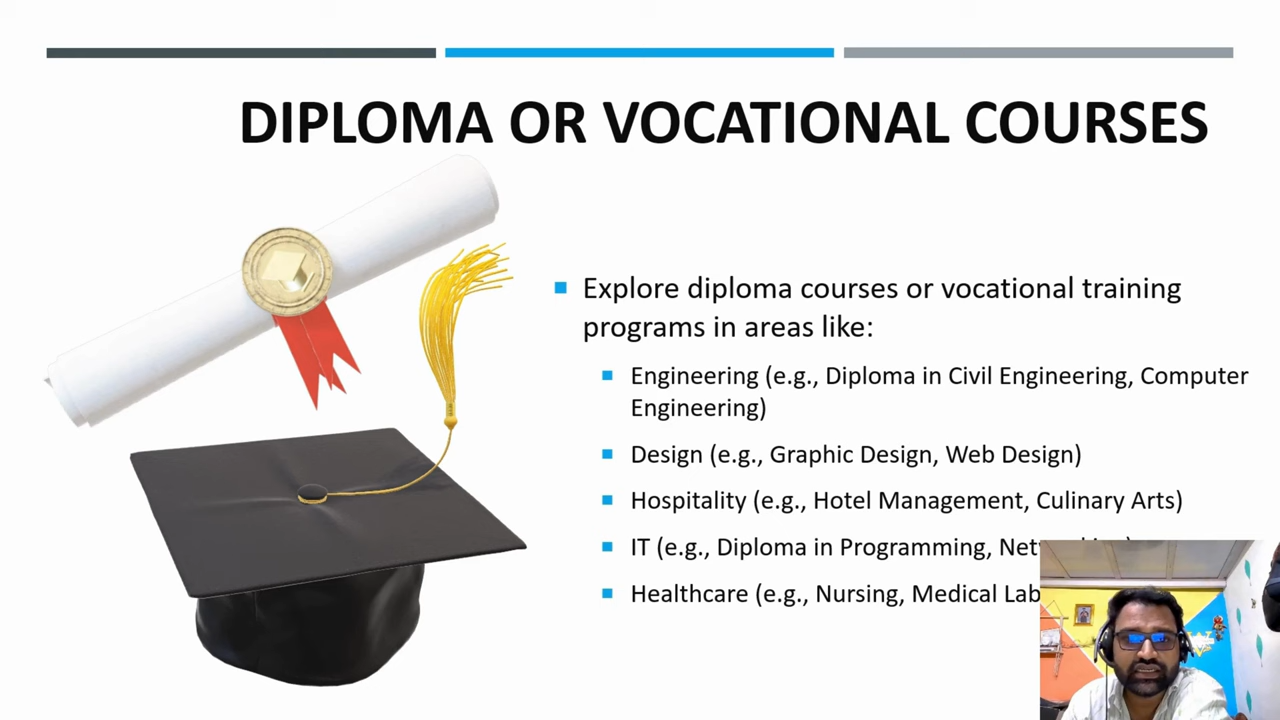 DIPLOMA OR VOCATIONAL COURSES
Explore diploma courses or vocational training
programs in areas like:
Engineering (e.g., Diploma in Civil Engineering, Computer
Engineering)
Design (e.g., Graphic Design, Web Design)
Hospitality (e.g., Hotel Management, Culinary Arts)
IT (e.g., Diploma in Programming,
Healthcare (e.g., Nursing, Medical Lab